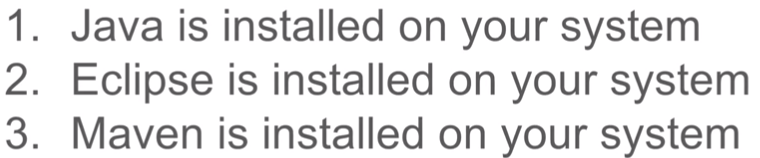 1. Java is installed on your system
2. Eclipse is installed on your system
3. Maven is installed on your system